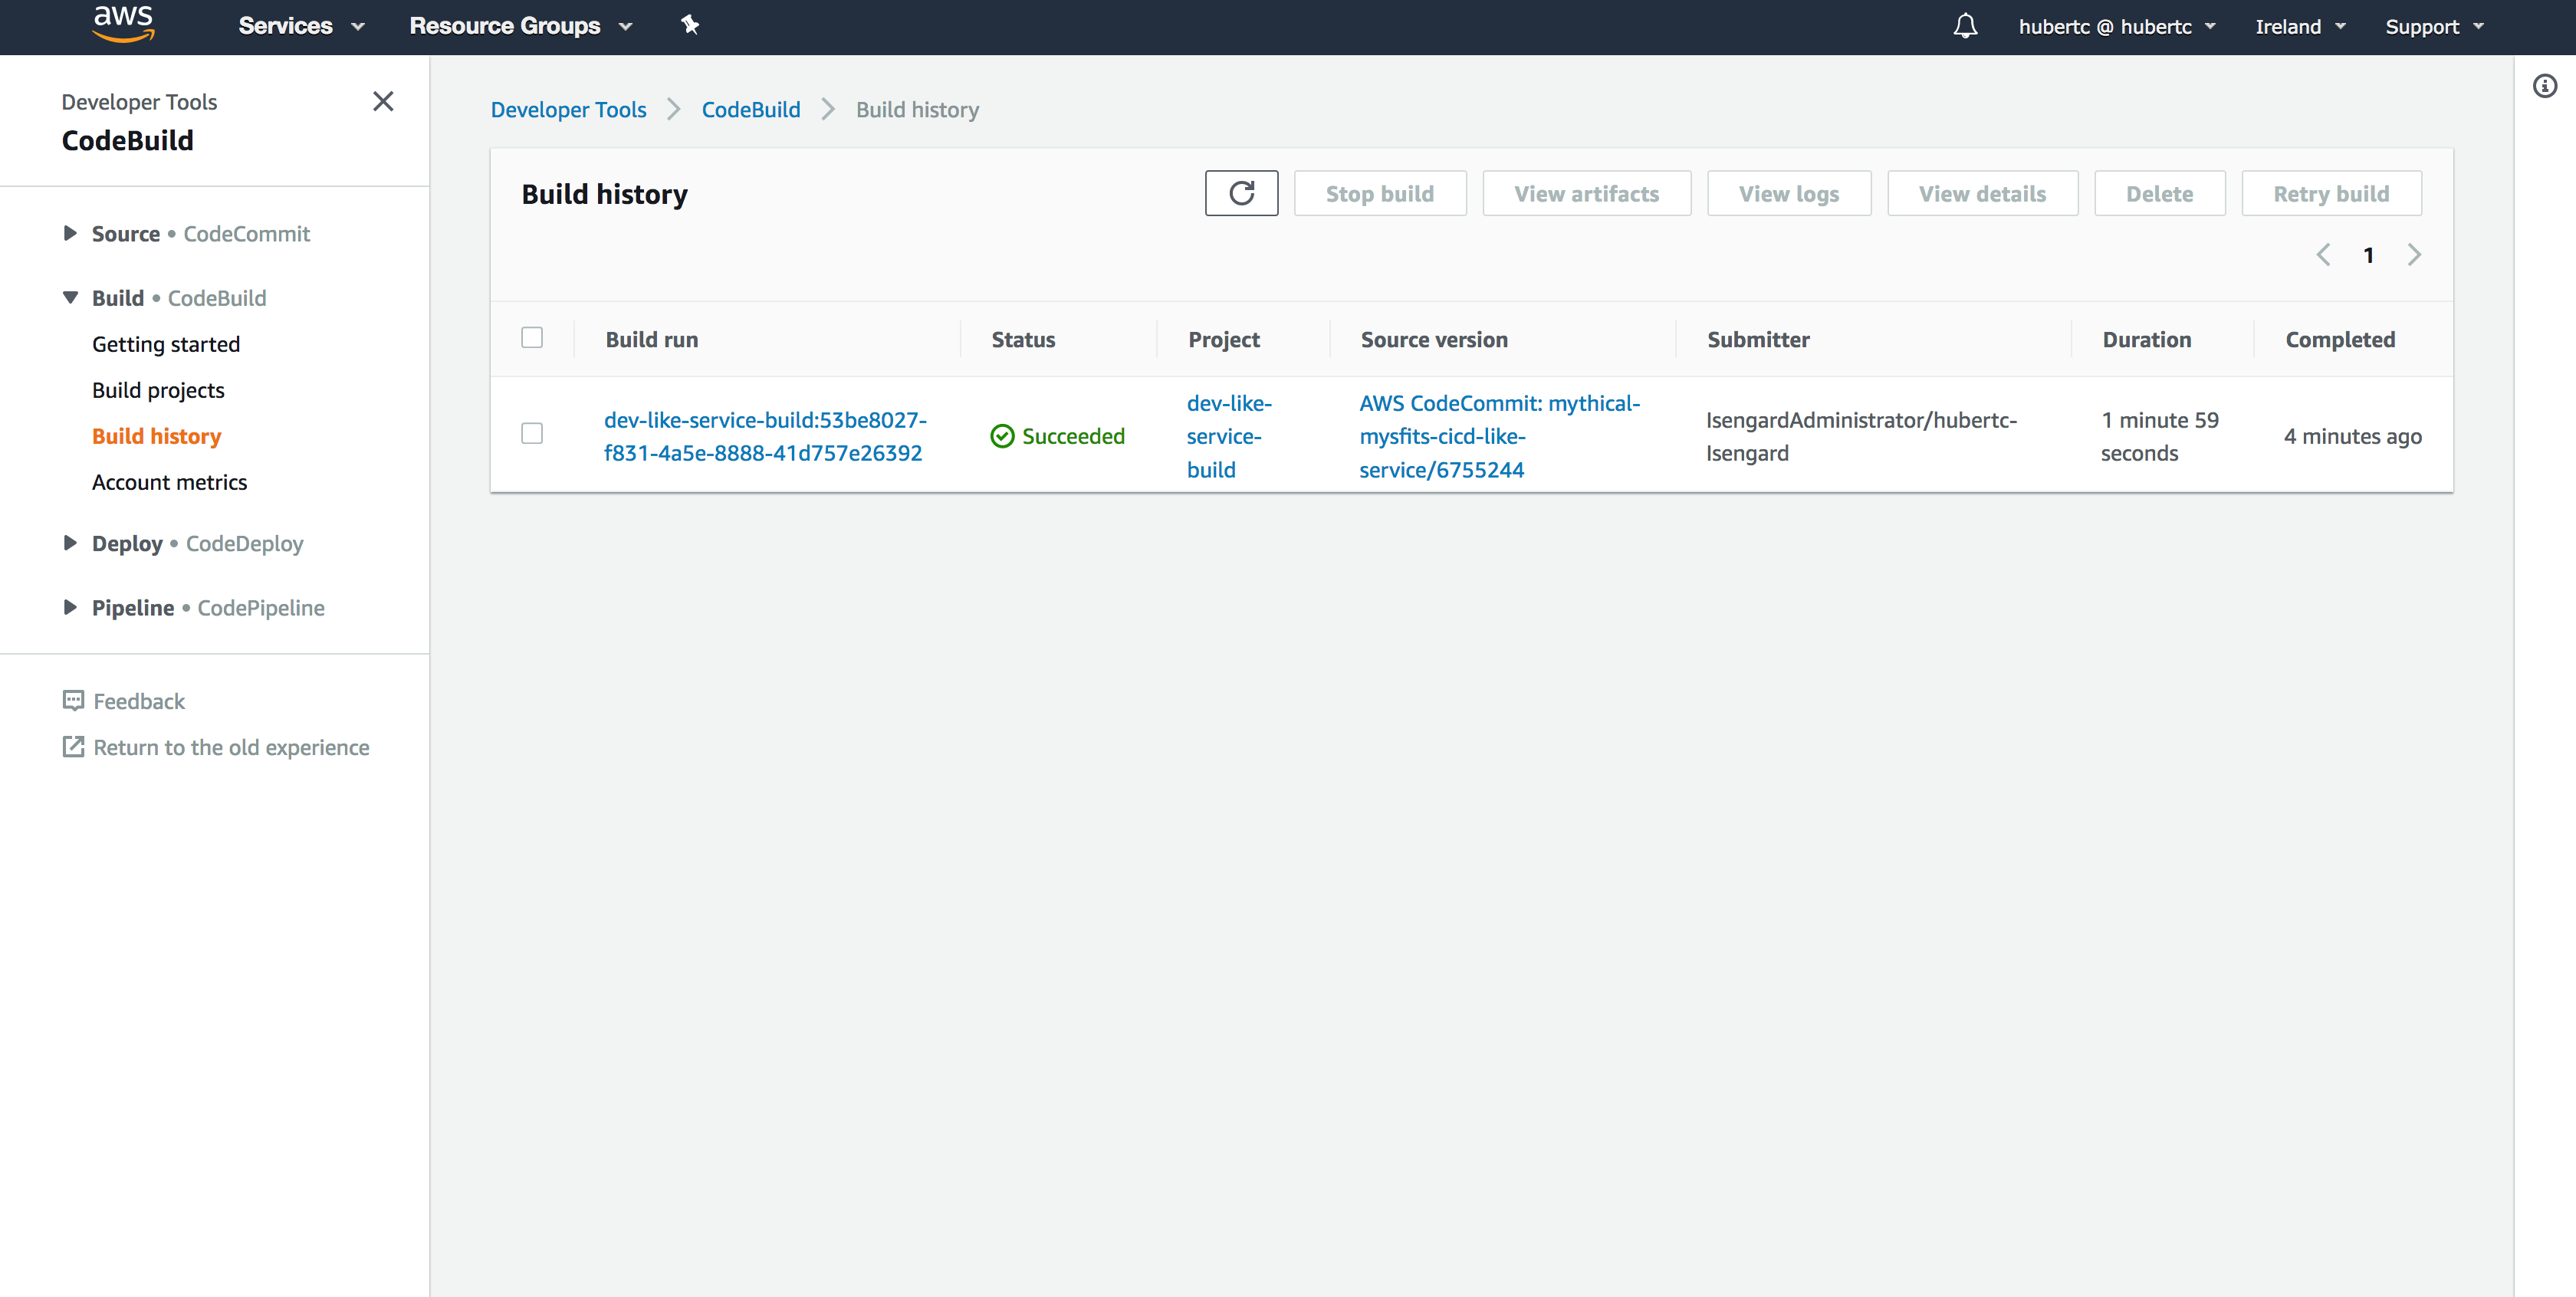 aws
Services
Resource Groups
hubertc @ hubertc
Ireland
Support
Developer Tools
CodeBuild
Source • CodeCommit
Build • CodeBuild
Getting started
Build projects
Build history
Account metrics
Deploy • CodeDeploy
Pipeline • CodePipeline
Feedback
Return to the old experience
Developer Tools
CodeBuild
Build history
Build history
Stop build
View artifacts
View logs
View details
Delete
Retry build
1
Build run
Status
Project
Source version
Submitter
Duration
Completed
dev-like-service-build:53be8027-
f831-4a5e-8888-41d757e26392
Succeeded
dev-like-
service-
build
AWS CodeCommit: mythical-
mysfits-cicd-like-
service/6755244
IsengardAdministrator/hubertc-
Isengard
1 minute 59
seconds
4 minutes ago